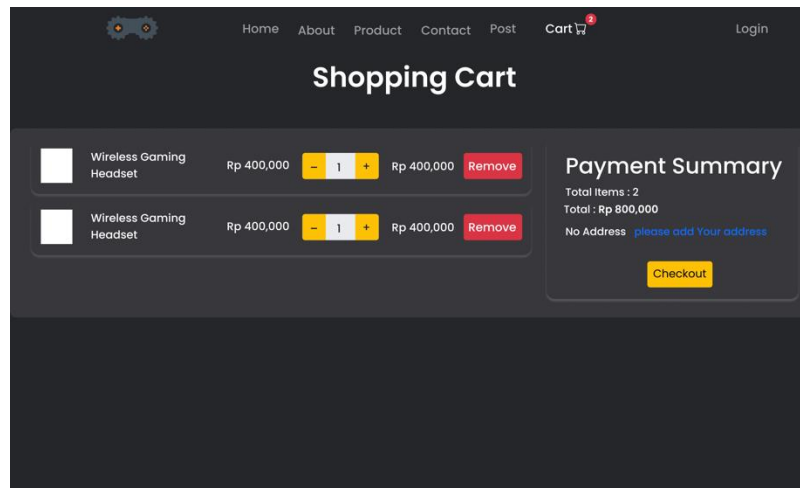 Home About Product Contact Post Cart 2 Login
Shopping Cart
Wireless Gaming
Headset
Rp 400,000 - 1 + Rp 400,000 Remove
Wireless Gaming
Headset
Rp 400,000 - 1 + Rp 400,000 Remove
Payment Summary
Total Items : 2
Total : Rp 800,000
No Address please add Your address
Checkout